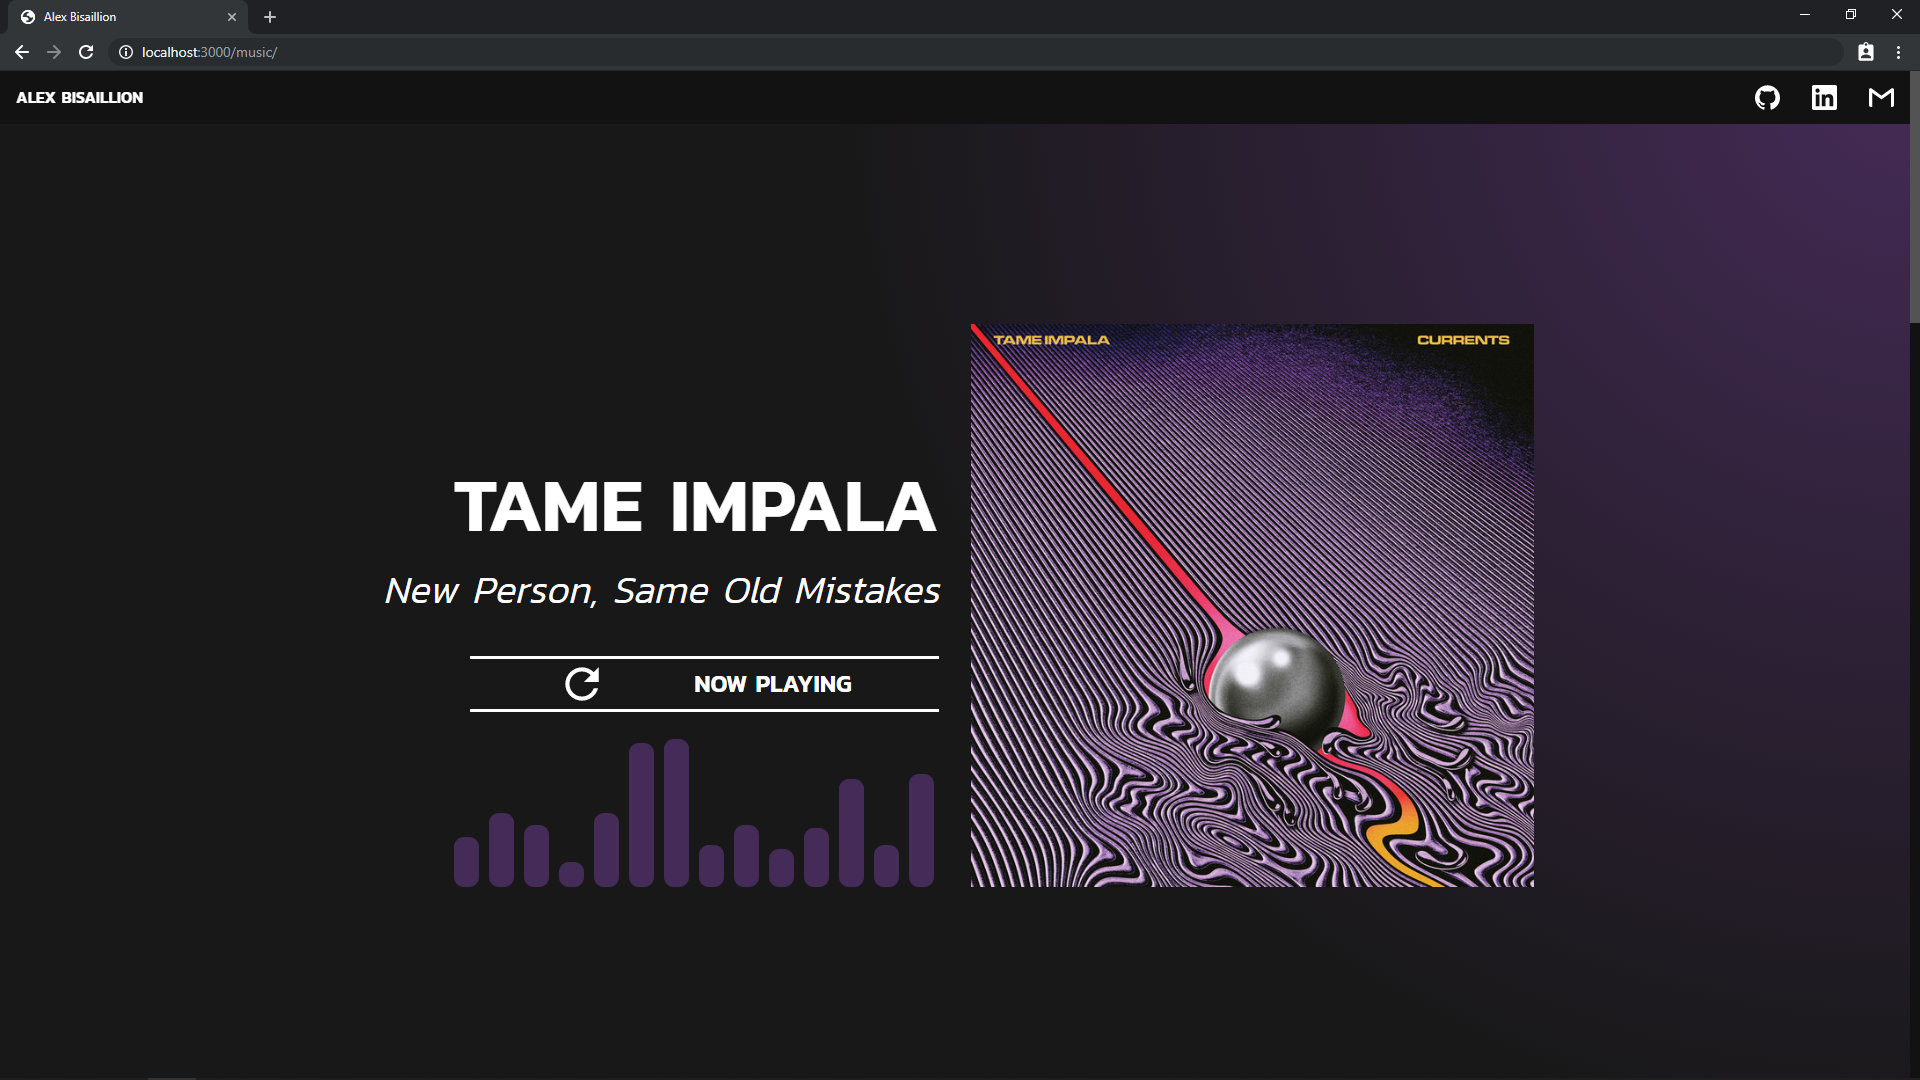 Alex Bisaillion
localhost:3000/music/
ALEX BISAILLION
in
TAME IMPALA
New Person, Same Old Mistakes
NOW PLAYING
TAME IMPALA
CURRENTS